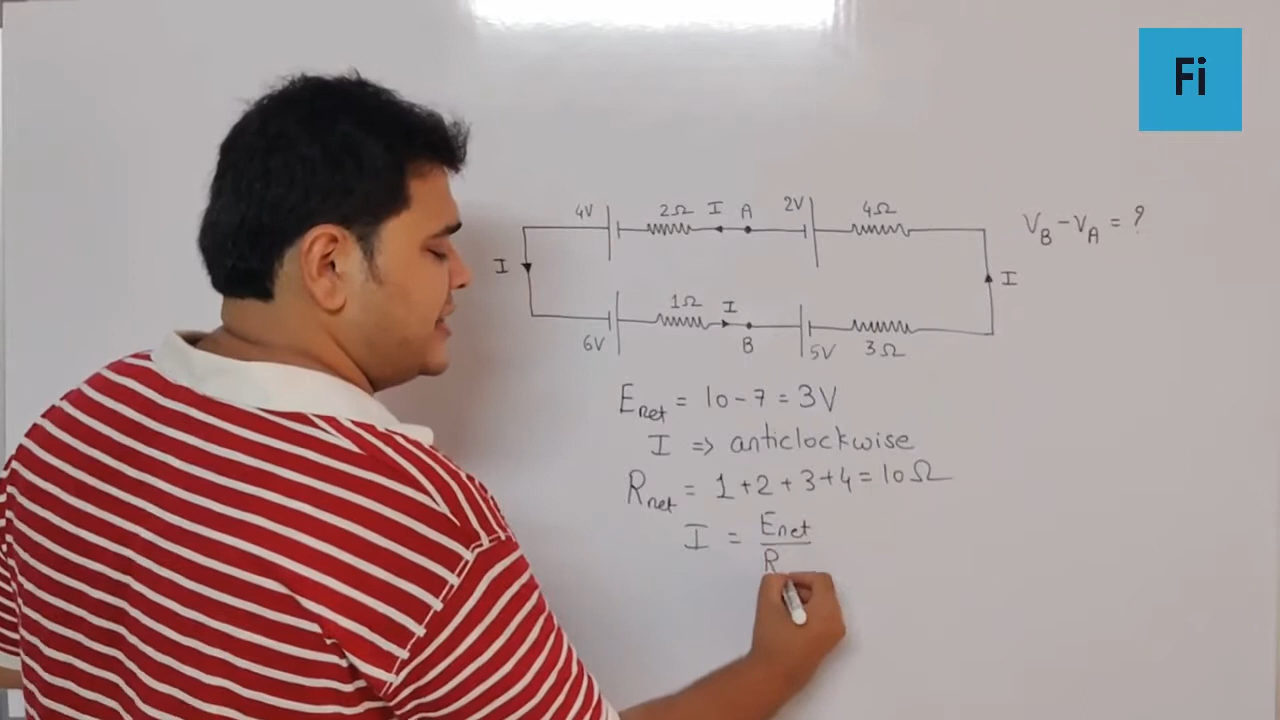 Fi
4V 2Ω I A 2V 4Ω
V_B - V_A = ?
I I
1Ω I
6V B 5V 3Ω
E_net = 10 - 7 = 3V
I => anticlockwise
R_net = 1 + 2 + 3 + 4 = 10Ω
I = E_net
R